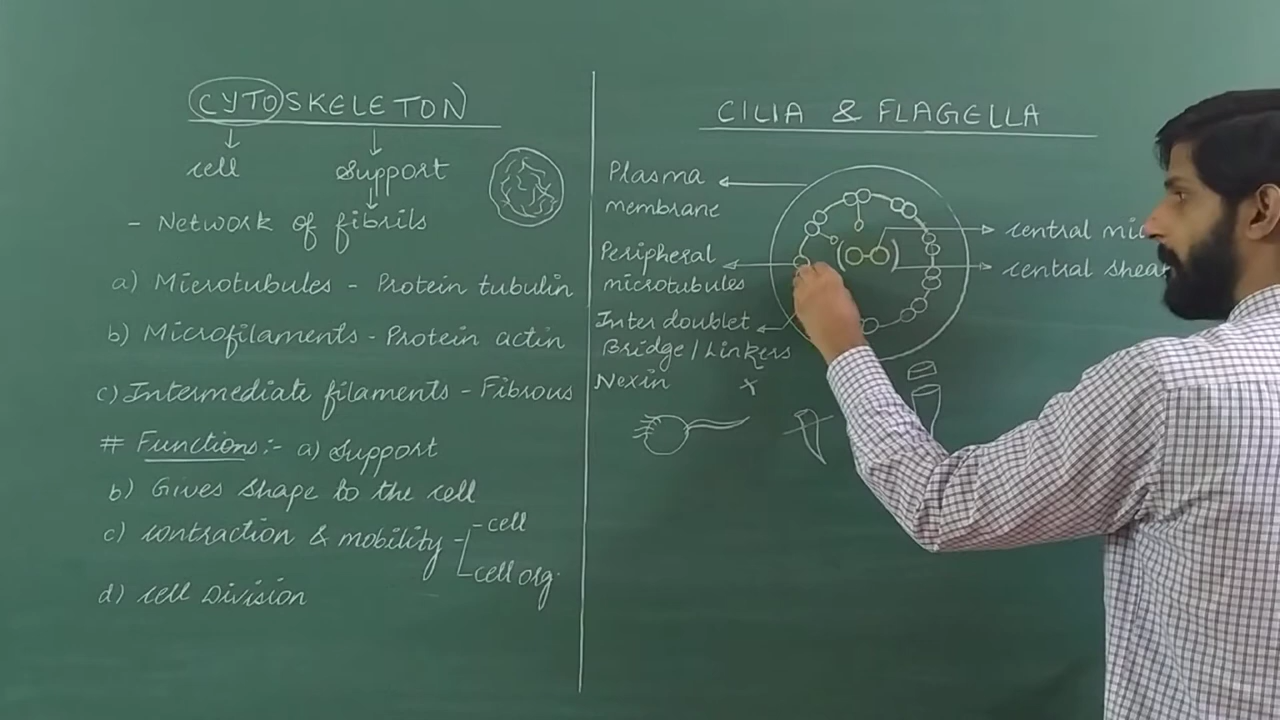 CYTOSKELETON
cell support
- Network of fibrils
a) Microtubules - Protein tubulin
b) Microfilaments - Protein actin
c) Intermediate filaments - Fibrous
# Functions:- a) Support
b) Gives shape to the cell
c) contraction & mobility - cell
- cell org.
d) cell Division
CILIA & FLAGELLA
Plasma
membrane
Peripheral
microtubules
Inter doublet
Bridge/Linkers
Nexin x
central
central